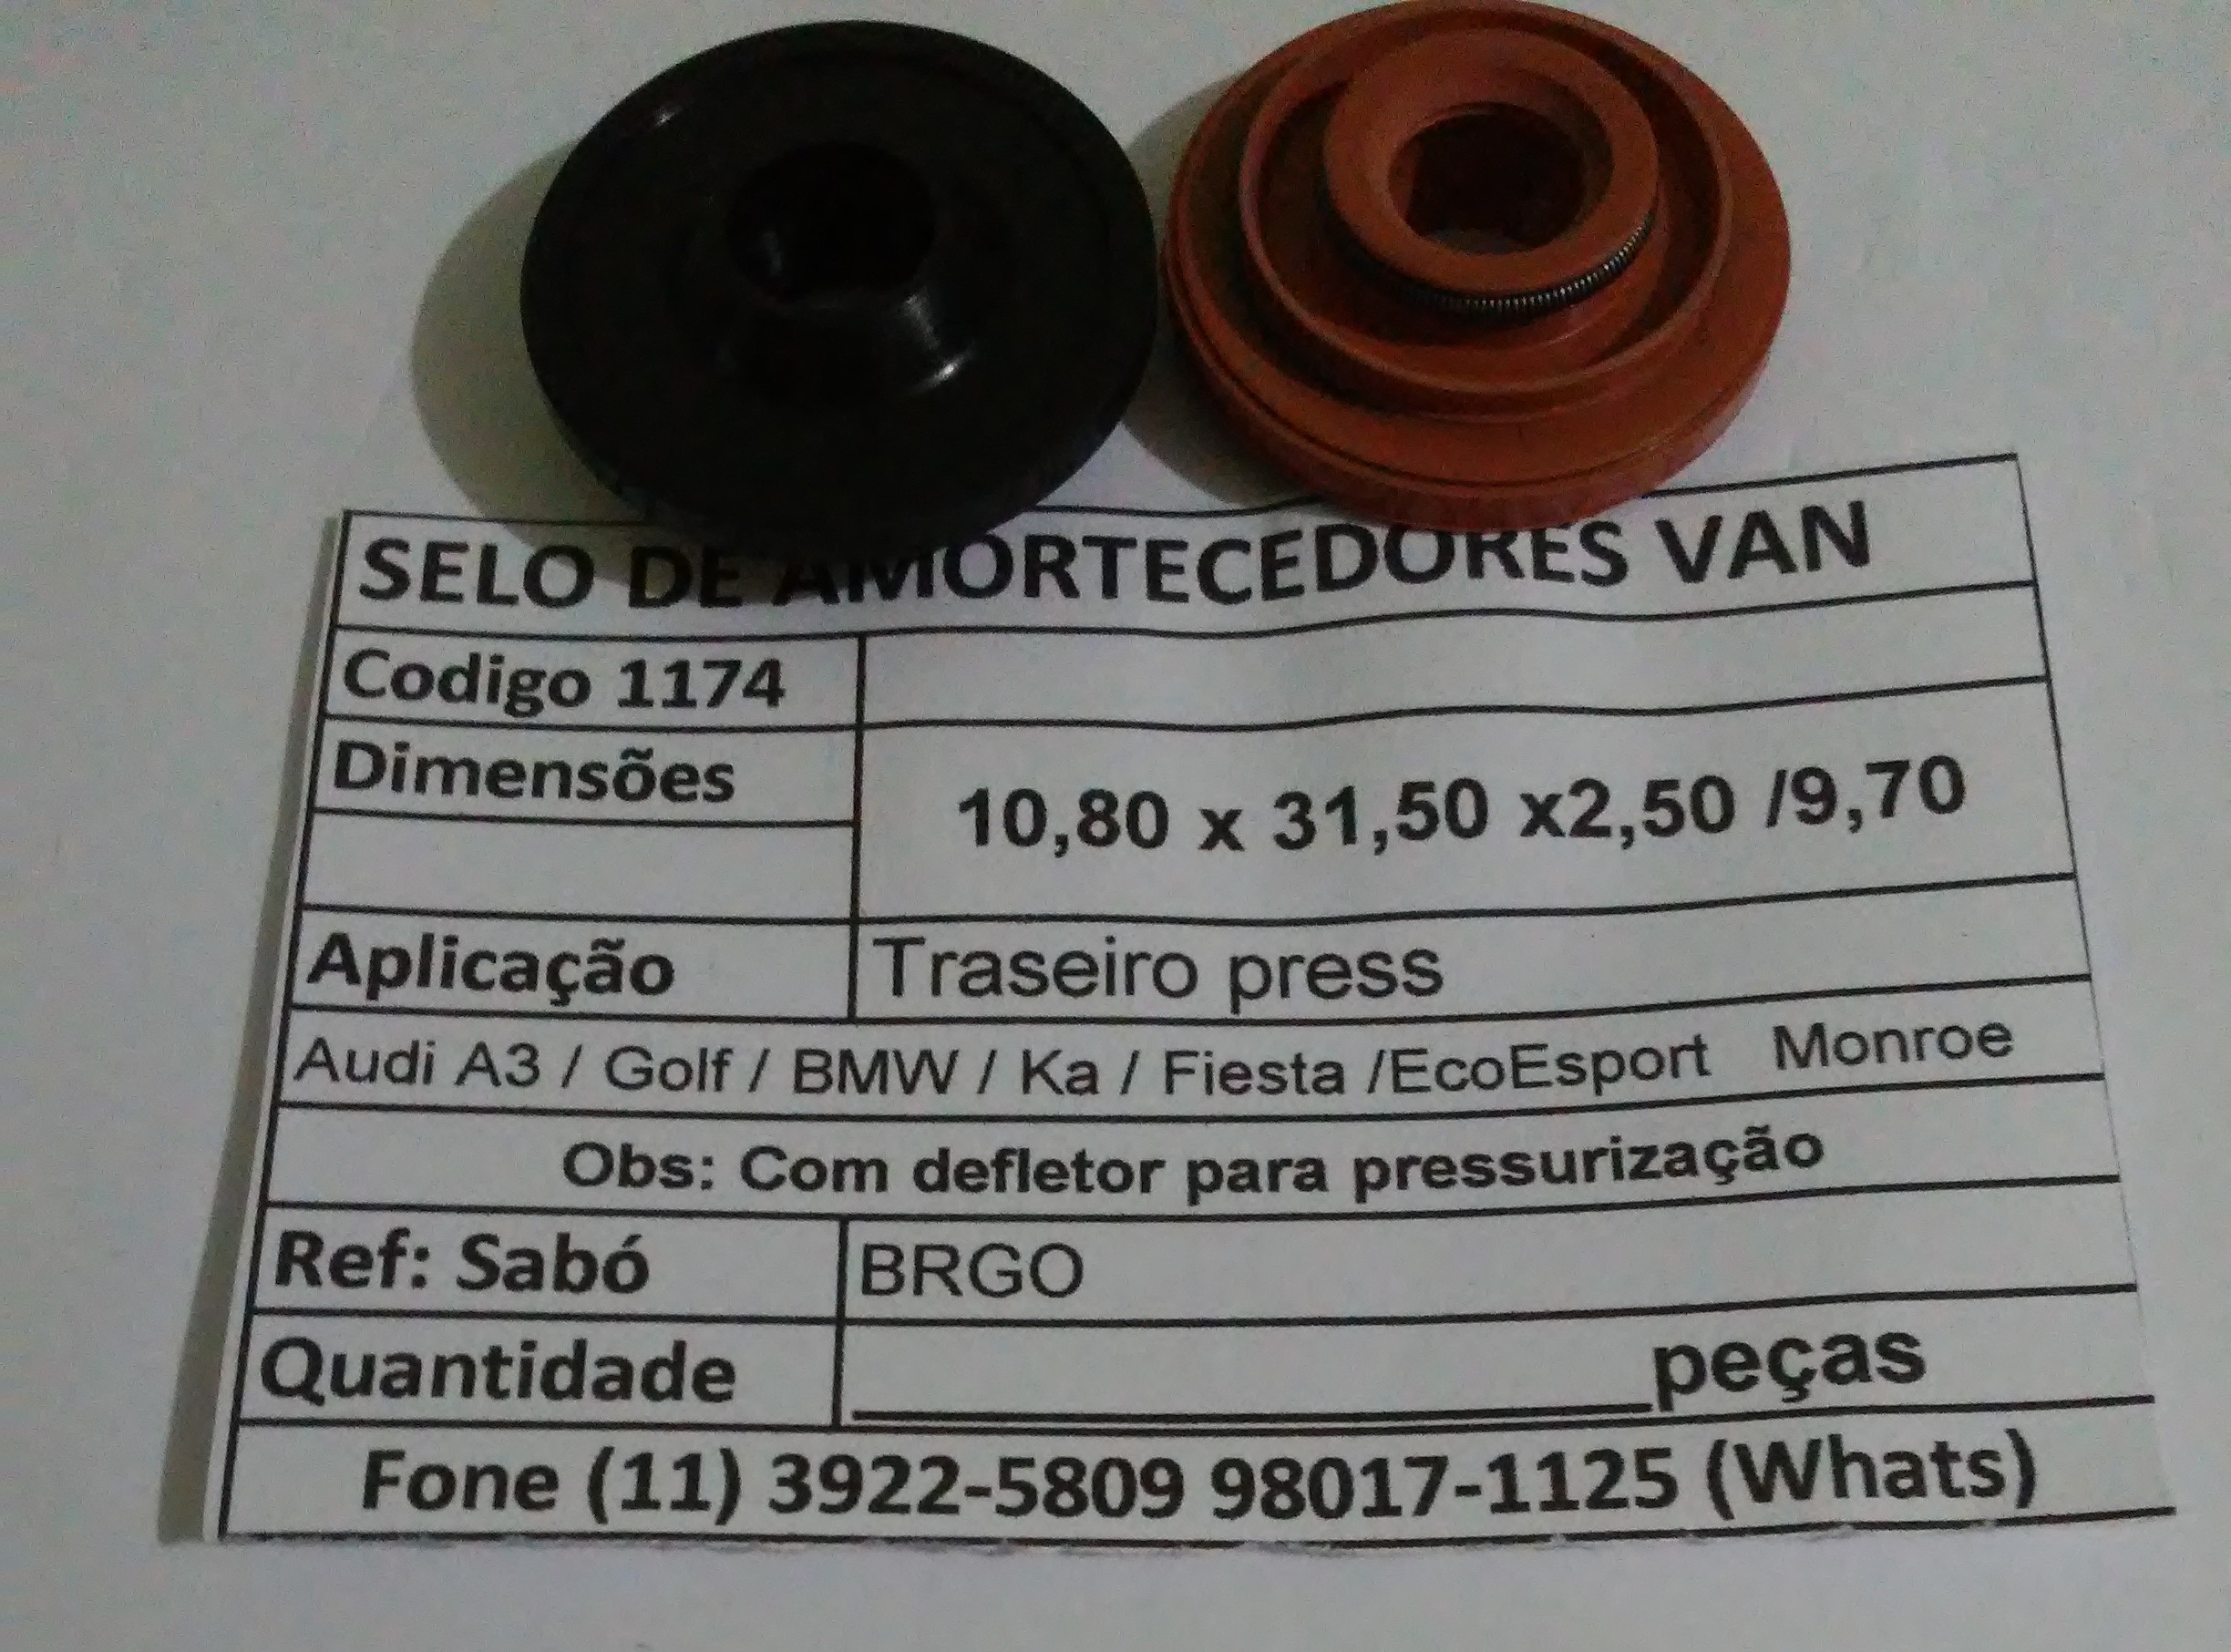 SELO DE AMORTECEDORES VAN
Codigo 1174
Dimensões
10,80 x 31,50 x2,50 /9,70
Aplicação Traseiro press
Audi A3 / Golf / BMW / Ka / Fiesta /EcoEsport Monroe
Obs: Com defletor para pressurização
Ref: Sabó BRGO
Quantidade ____________________peças
Fone (11) 3922-5809 98017-1125 (Whats)